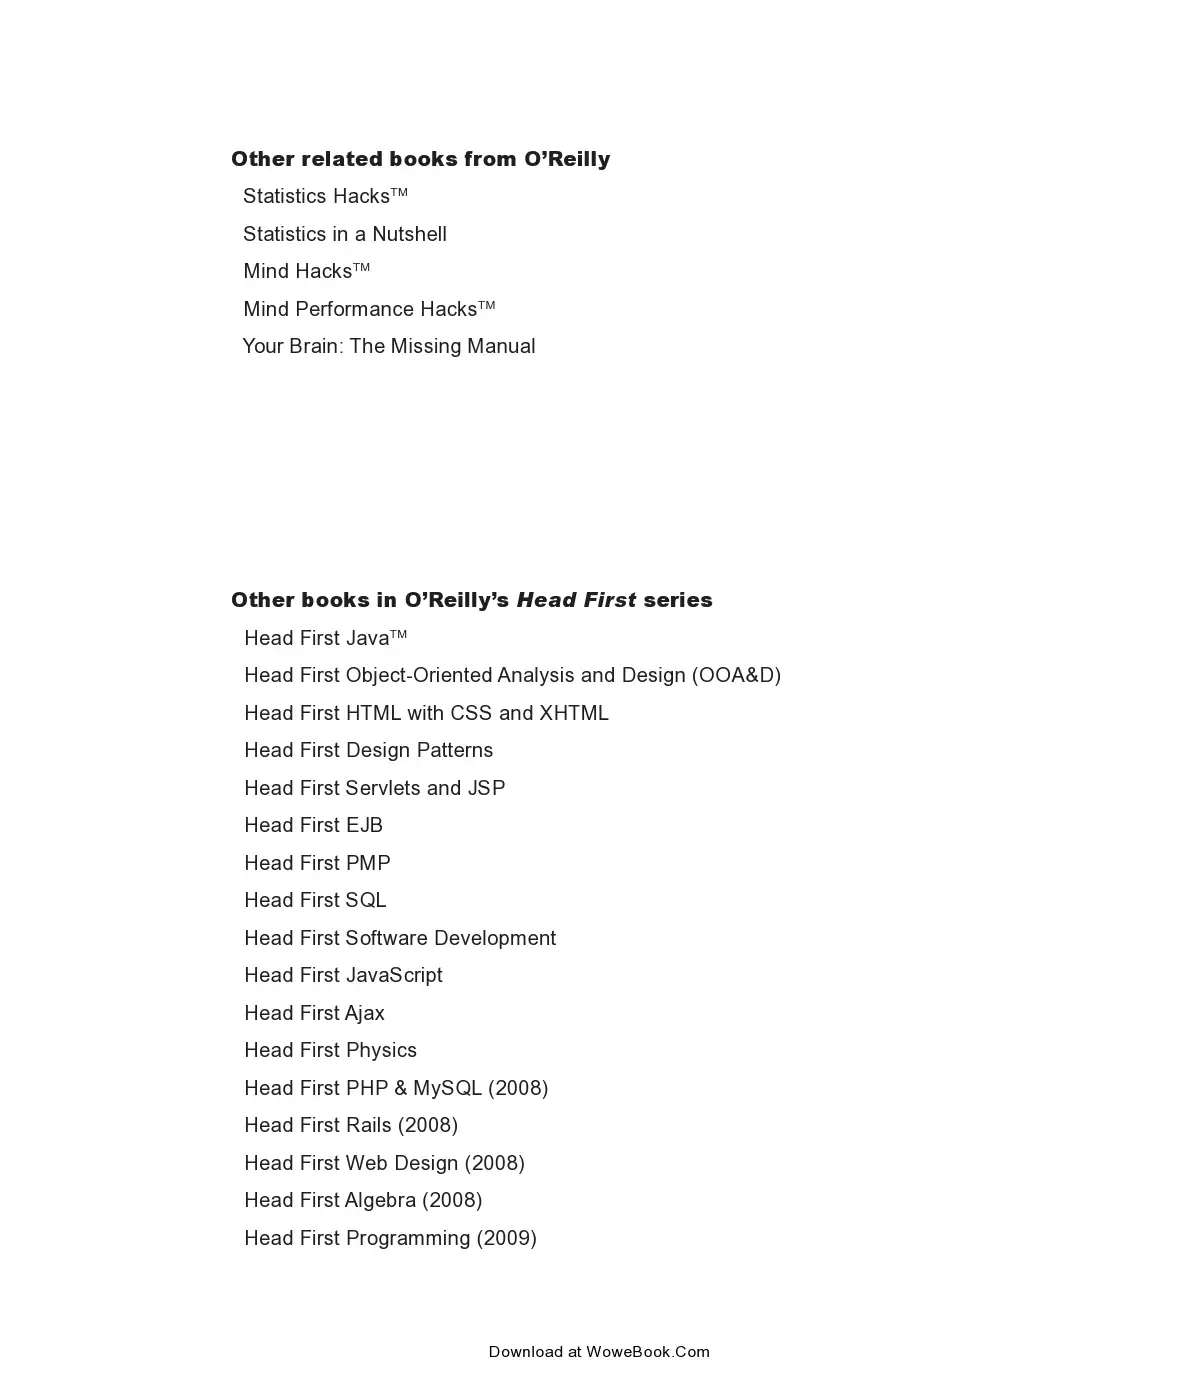 Other related books from O’Reilly
Statistics Hacks™
Statistics in a Nutshell
Mind Hacks™
Mind Performance Hacks™
Your Brain: The Missing Manual
Other books in O’Reilly’s Head First series
Head First Java™
Head First Object-Oriented Analysis and Design (OOA&D)
Head First HTML with CSS and XHTML
Head First Design Patterns
Head First Servlets and JSP
Head First EJB
Head First PMP
Head First SQL
Head First Software Development
Head First JavaScript
Head First Ajax
Head First Physics
Head First PHP & MySQL (2008)
Head First Rails (2008)
Head First Web Design (2008)
Head First Algebra (2008)
Head First Programming (2009)
Download at WoweBook.Com